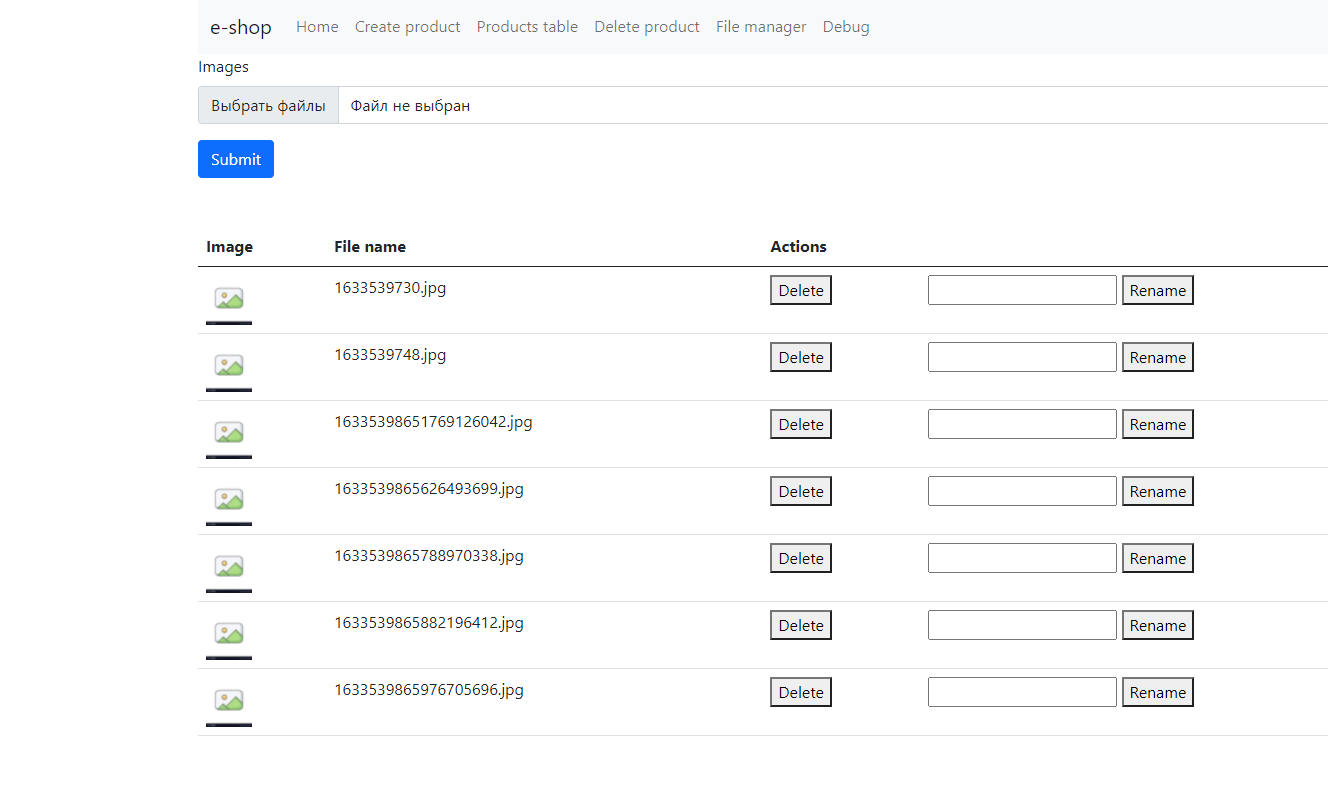 e-shop Home Create product Products table Delete product File manager Debug
Images
Выбрать файлы Файл не выбран
Submit
Image File name Actions
1633539730.jpg Delete Rename
1633539748.jpg Delete Rename
16335398651769126042.jpg Delete Rename
1633539865626493699.jpg Delete Rename
1633539865788970338.jpg Delete Rename
1633539865882196412.jpg Delete Rename
1633539865976705696.jpg Delete Rename